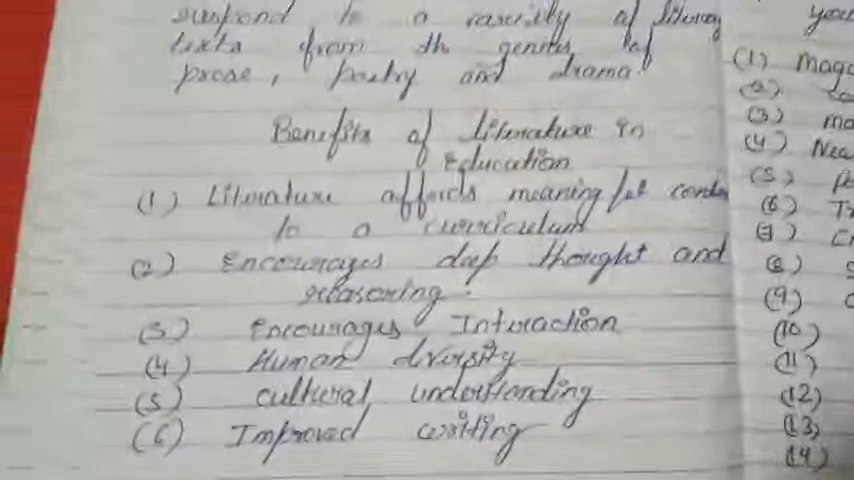 respond to a variety of literary
texts from the genres of
prose, poetry and drama.
Benefits of literature in
Education
(1) Literature affords meaningful
to a curriculum
(2) Encourages deep thought and
reasoning.
(3) Encourages Interaction
(4) Human diversity
(5) cultural understanding
(6) Improved writing
(1)
(2)
(3)
(4)
(5)
(6)
(7)
(8)
(9)
(10)
(11)
(12)
(13)
(14)